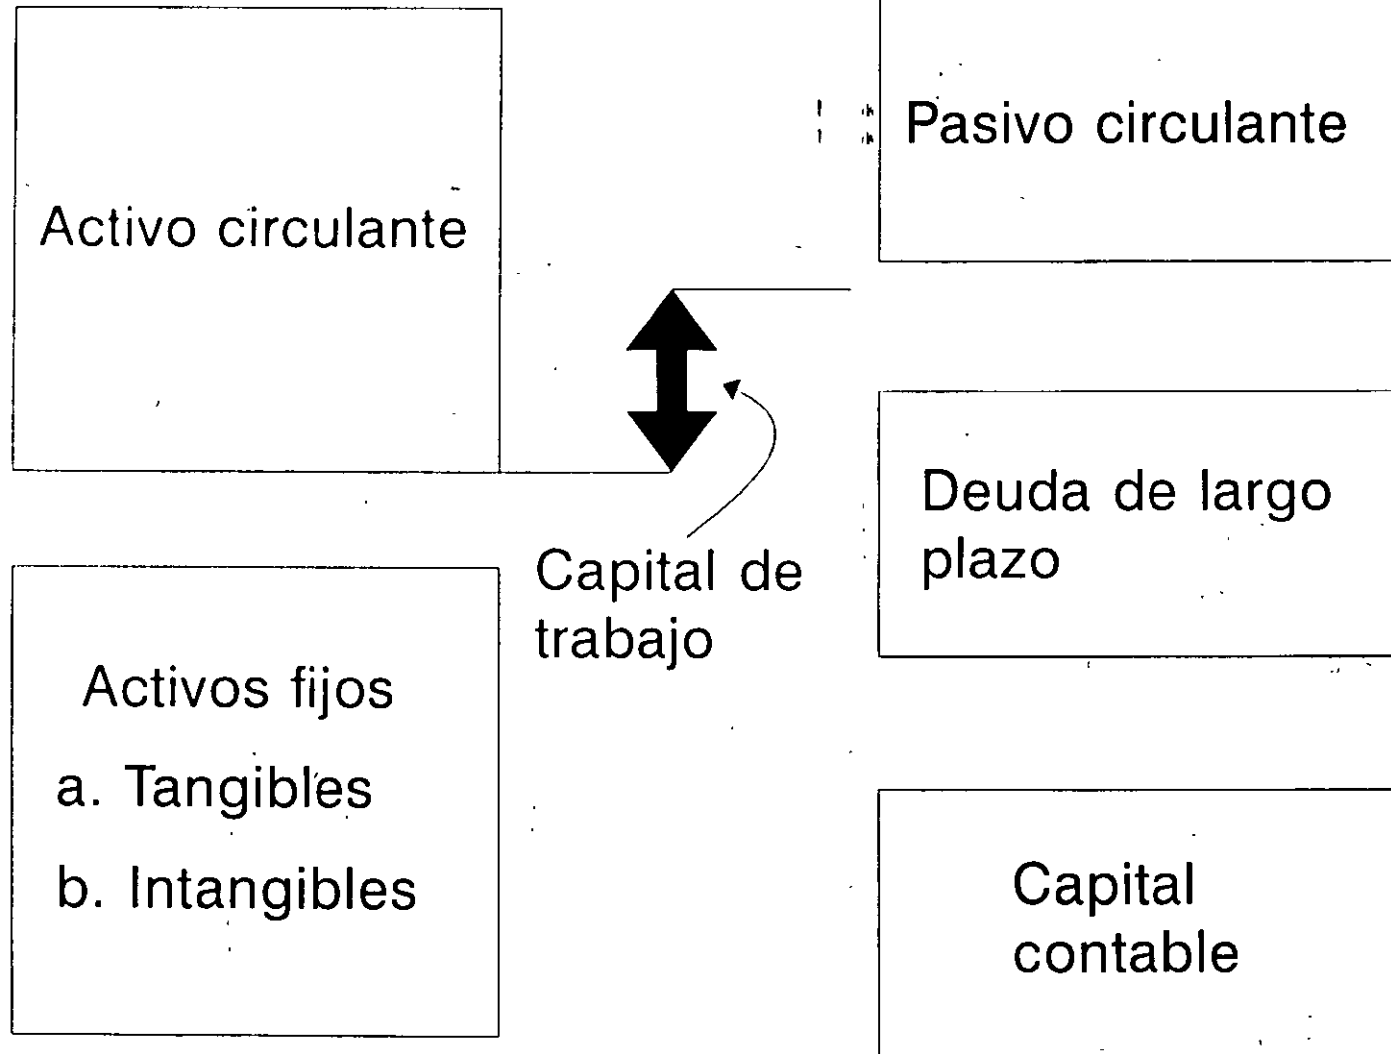 Activo circulante
Pasivo circulante
Capital de
trabajo
Deuda de largo
plazo
Activos fijos
a. Tangibles
b. Intangibles
Capital
contable